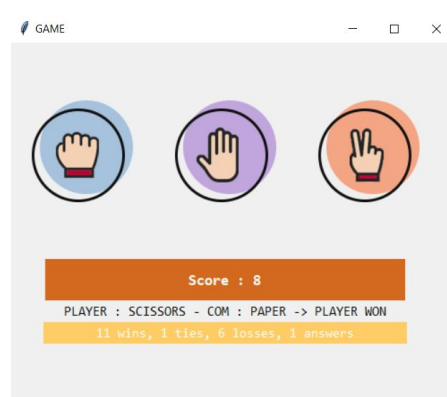 GAME
Score : 8
PLAYER : SCISSORS - COM : PAPER -> PLAYER WON
11 wins, 1 ties, 6 losses, 1 answers